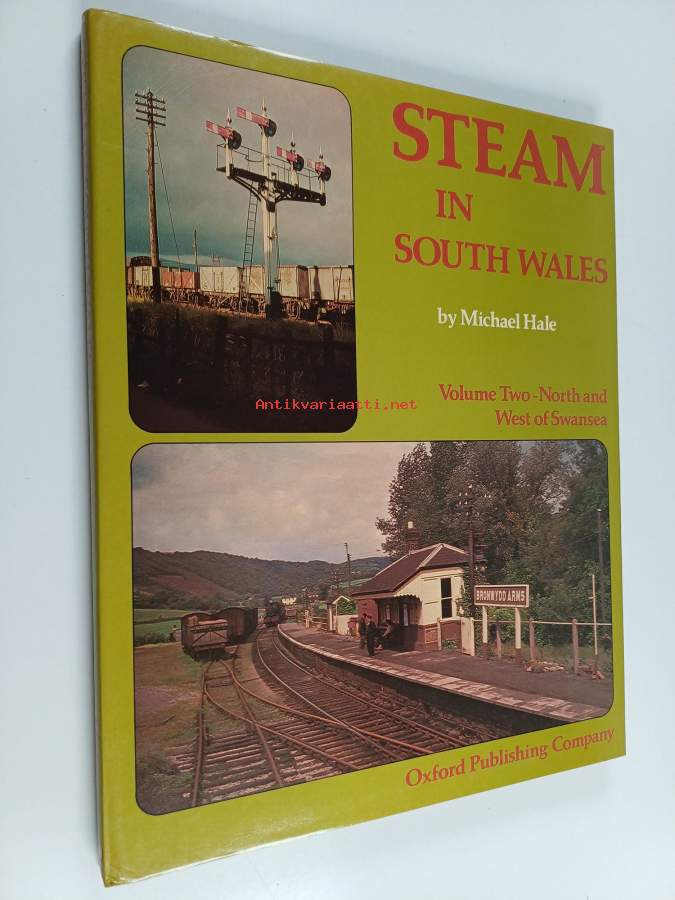 STEAM
IN
SOUTH WALES
by Michael Hale
Antikvariaatti.net
Volume Two-North and
West of Swansea
BRONWYDD ARMS
Oxford Publishing Company